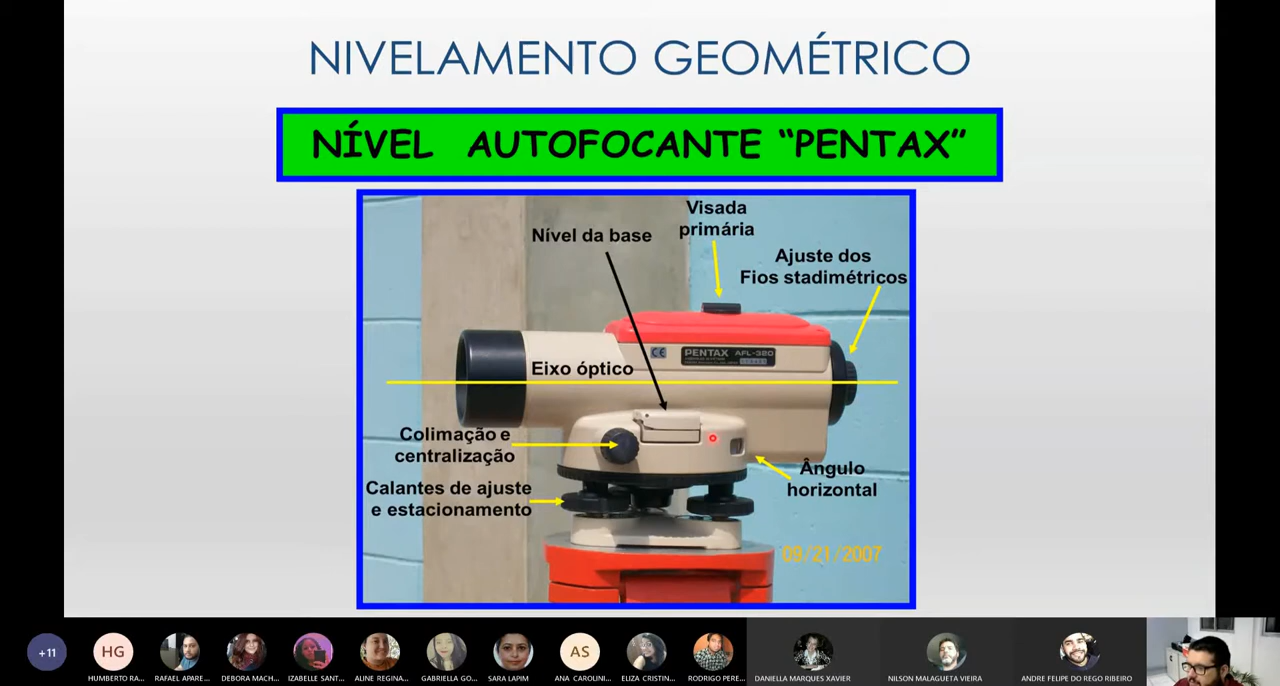 NIVELAMENTO GEOMÉTRICO
NÍVEL AUTOFOCANTE “PENTAX”
Visada
primária
Nível da base
Ajuste dos
Fios stadimétricos
CE
PENTAX AFL-320
Eixo óptico
Colimação e
centralização
Calantes de ajuste
e estacionamento
Ângulo
horizontal
09/21/2007
+11
HG
AS
HUMBERTO RA...
RAFAEL APARE...
DEBORA MACH...
IZABELLE SANT...
ALINE REGINA...
GABRIELLA GO...
SARA LAPIM
ANA CAROLINI...
ELIZA CRISTIN...
RODRIGO PERE...
DANIELLA MARQUES XAVIER
NILSON MALAGUETA VIEIRA
ANDRE FELIPE DO REGO RIBEIRO